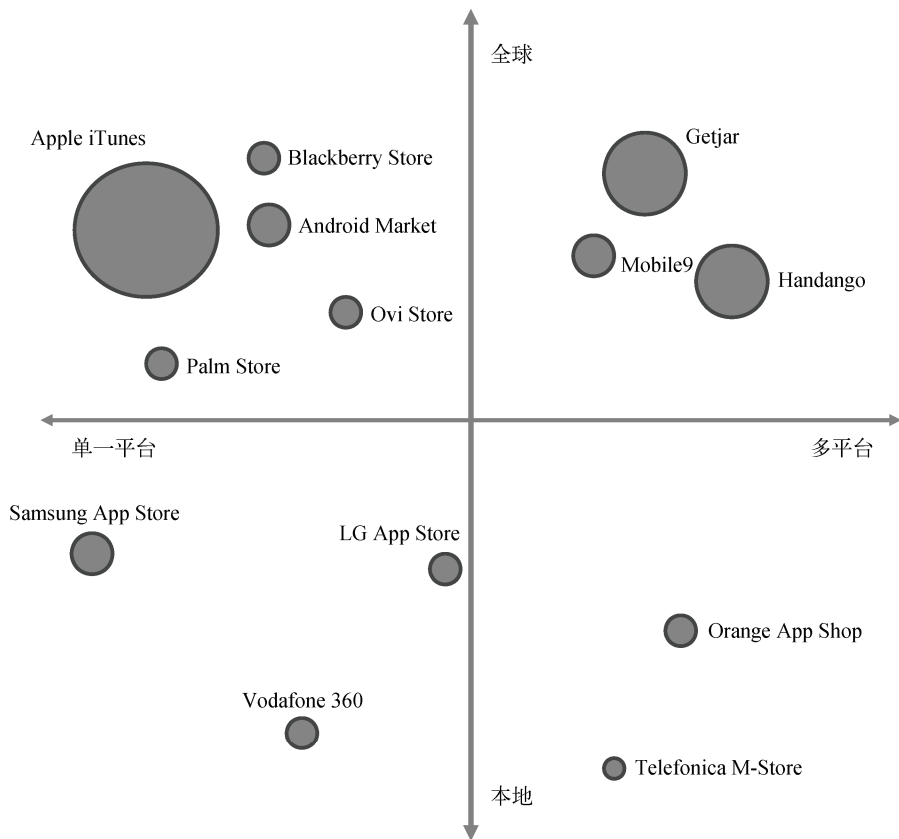 全球
Apple iTunes
Getjar
Blackberry Store
Android Market
Mobile9
Handango
Ovi Store
Palm Store
单一平台
多平台
Samsung App Store
LG App Store
Orange App Shop
Vodafone 360
Telefonica M-Store
本地